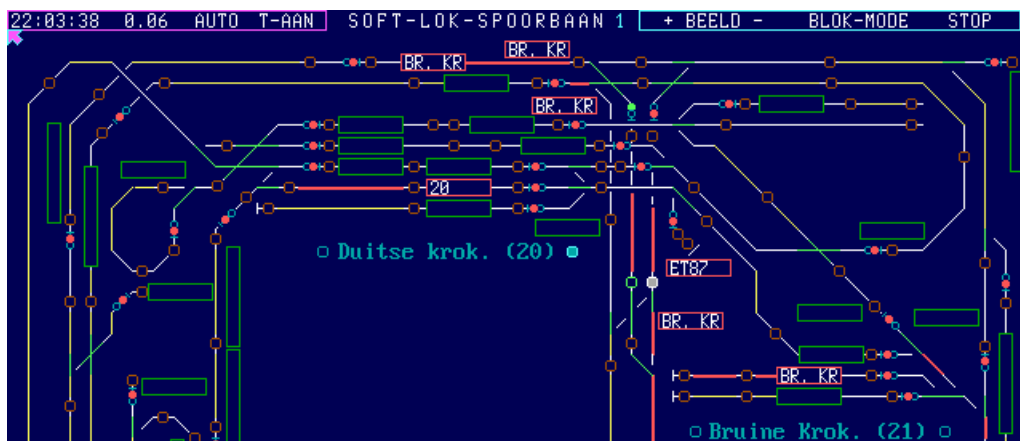 22:03:38 0.06 AUTO T-AAN SOFT-LOK-SPOORBAAN 1 + BEELD - BLOK-MODE STOP
BR. KR
BR. KR
BR. KR
20
Duitse krok. (20)
ET87
BR. KR
BR. KR
Bruine Krok. (21)